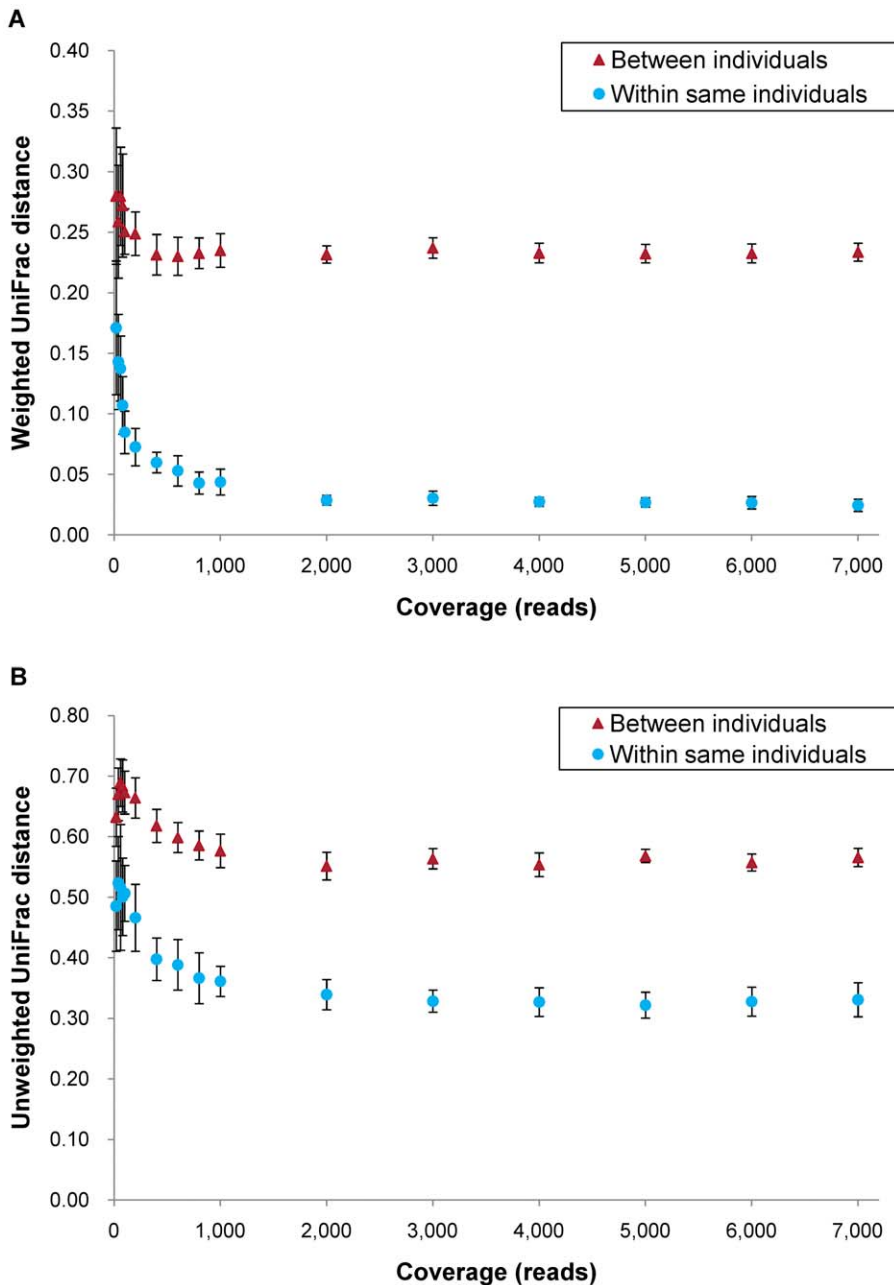 A
0.40
0.35
0.30
0.25
0.20
0.15
0.10
0.05
0.00
Weighted UniFrac distance
Between individuals
Within same individuals
0 1,000 2,000 3,000 4,000 5,000 6,000 7,000
Coverage (reads)
B
0.80
0.70
0.60
0.50
0.40
0.30
0.20
0.10
0.00
Unweighted UniFrac distance
Between individuals
Within same individuals
0 1,000 2,000 3,000 4,000 5,000 6,000 7,000
Coverage (reads)